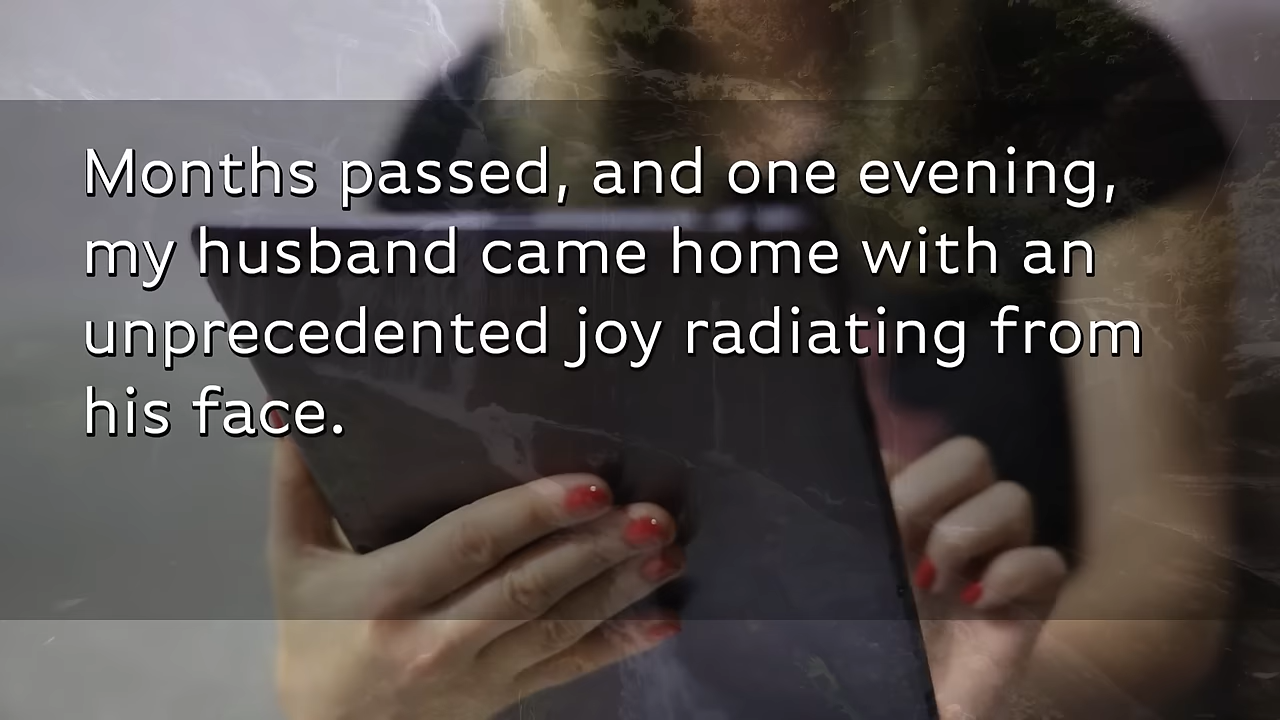 Months passed, and one evening,
my husband came home with an
unprecedented joy radiating from
his face.